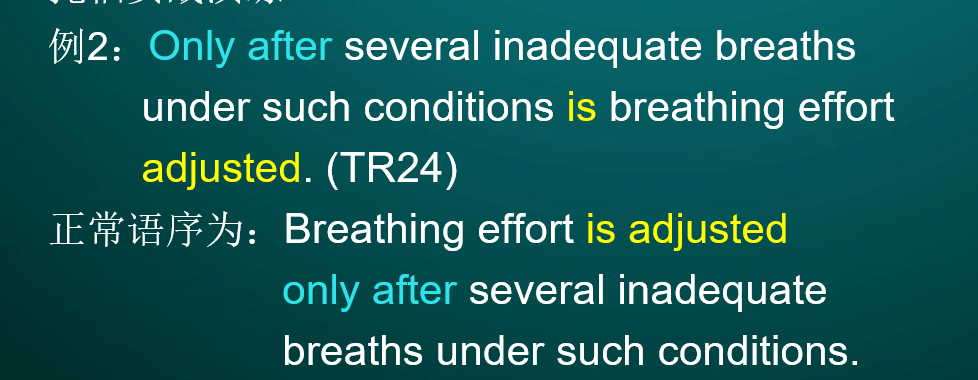 例2：Only after several inadequate breaths
under such conditions is breathing effort
adjusted. (TR24)
正常语序为：Breathing effort is adjusted
only after several inadequate
breaths under such conditions.